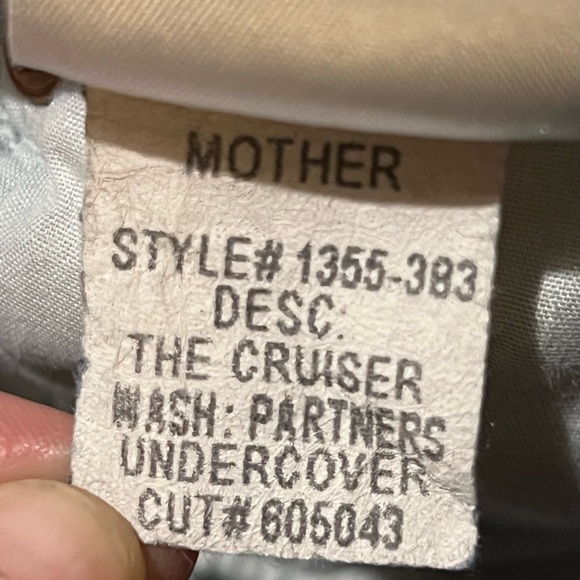 MOTHER
STYLE# 1355-383
DESC:
THE CRUISER
WASH: PARTNERS
UNDERCOVER
CUT# 605043